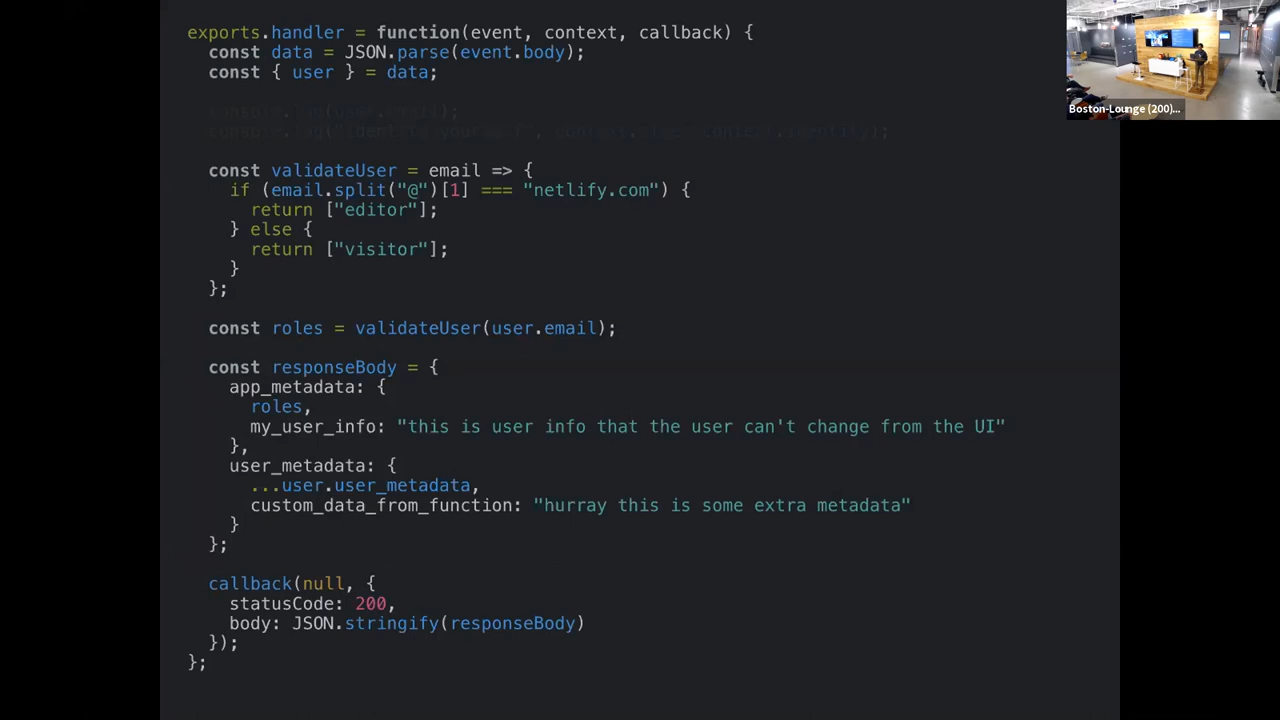 exports.handler = function(event, context, callback) {
const data = JSON.parse(event.body);
const { user } = data;
const validateUser = email => {
if (email.split("@")[1] === "netlify.com") {
return ["editor"];
} else {
return ["visitor"];
}
};
const roles = validateUser(user.email);
const responseBody = {
app_metadata: {
roles,
my_user_info: "this is user info that the user can't change from the UI"
},
user_metadata: {
...user.user_metadata,
custom_data_from_function: "hurray this is some extra metadata"
}
};
callback(null, {
statusCode: 200,
body: JSON.stringify(responseBody)
});
};
Boston-Lounge (200)...